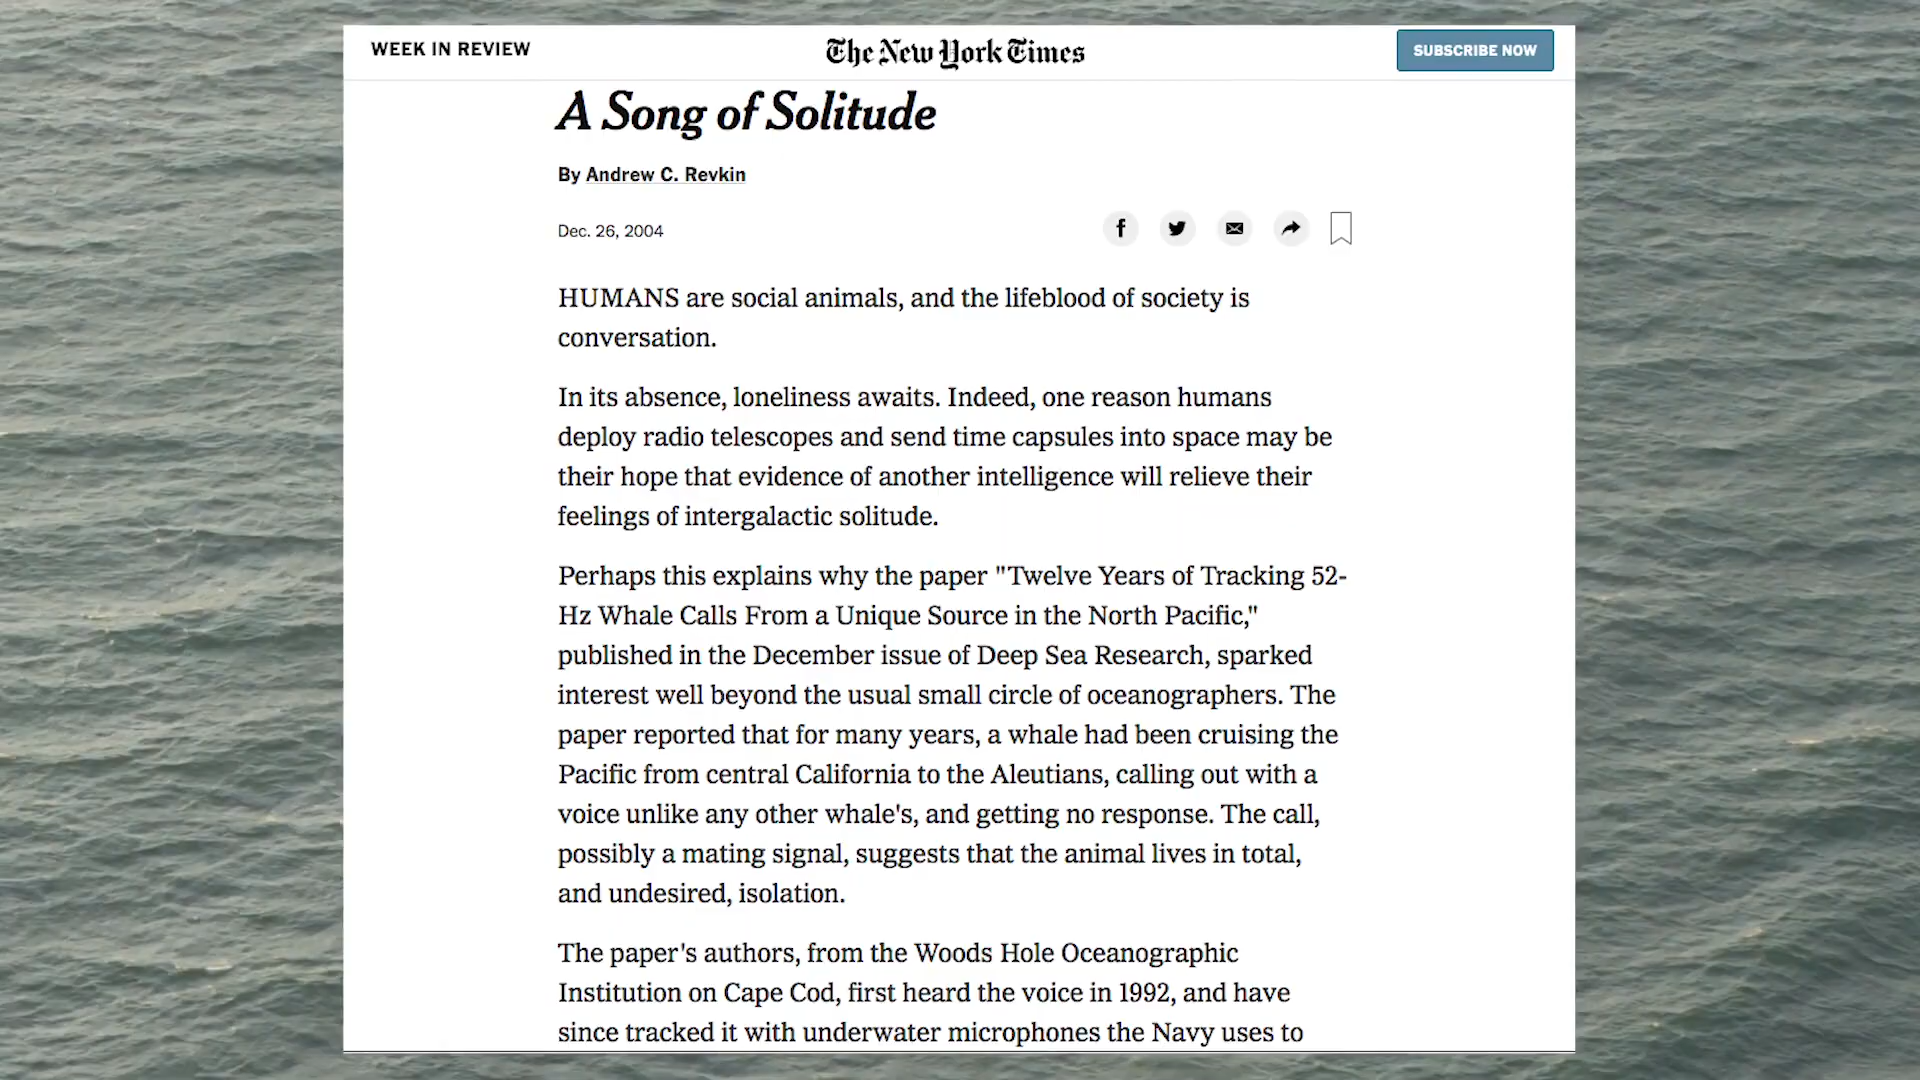 WEEK IN REVIEW
The New York Times
SUBSCRIBE NOW
A Song of Solitude
By Andrew C. Revkin
Dec. 26, 2004
HUMANS are social animals, and the lifeblood of society is
conversation.
In its absence, loneliness awaits. Indeed, one reason humans
deploy radio telescopes and send time capsules into space may be
their hope that evidence of another intelligence will relieve their
feelings of intergalactic solitude.
Perhaps this explains why the paper "Twelve Years of Tracking 52-
Hz Whale Calls From a Unique Source in the North Pacific,"
published in the December issue of Deep Sea Research, sparked
interest well beyond the usual small circle of oceanographers. The
paper reported that for many years, a whale had been cruising the
Pacific from central California to the Aleutians, calling out with a
voice unlike any other whale's, and getting no response. The call,
possibly a mating signal, suggests that the animal lives in total,
and undesired, isolation.
The paper's authors, from the Woods Hole Oceanographic
Institution on Cape Cod, first heard the voice in 1992, and have
since tracked it with underwater microphones the Navy uses to